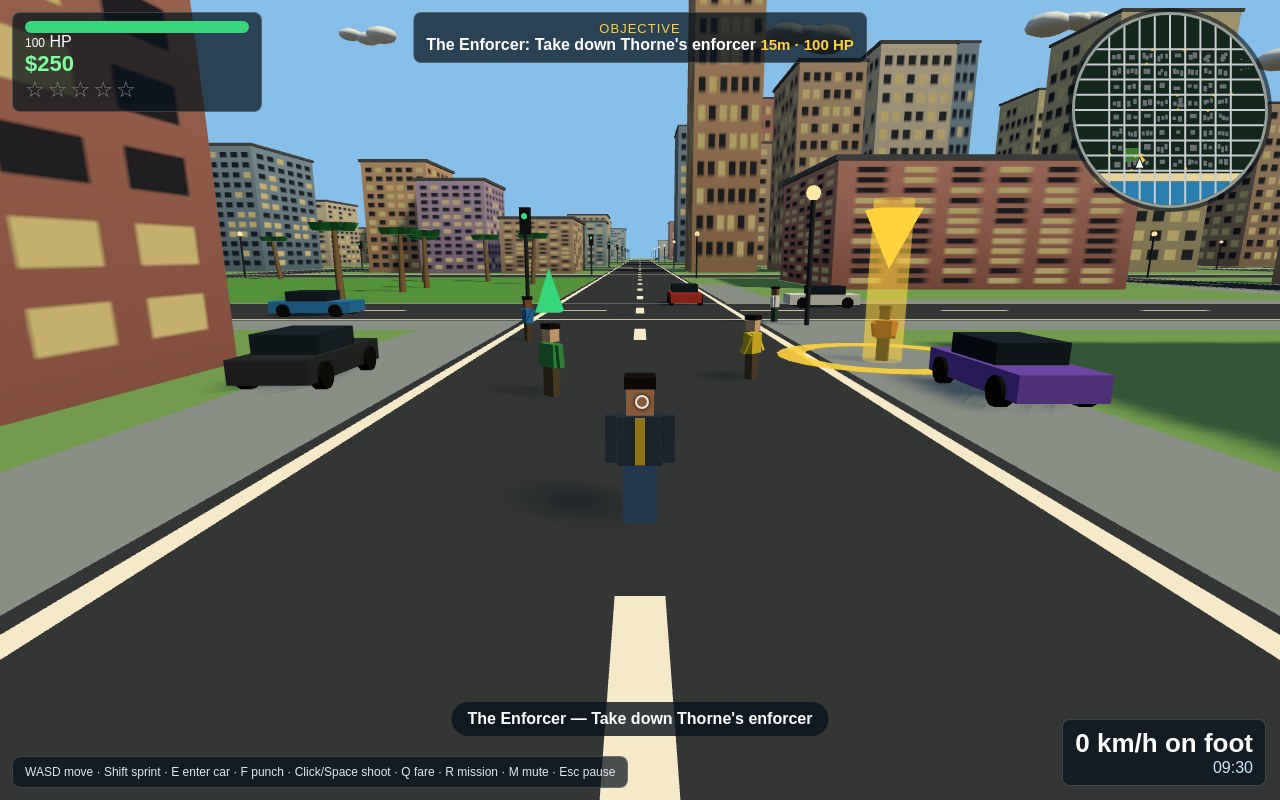 100 HP
$250
☆☆☆☆☆
OBJECTIVE
The Enforcer: Take down Thorne's enforcer 15m · 100 HP
The Enforcer — Take down Thorne's enforcer
WASD move · Shift sprint · E enter car · F punch · Click/Space shoot · Q fare · R mission · M mute · Esc pause
0 km/h on foot
09:30